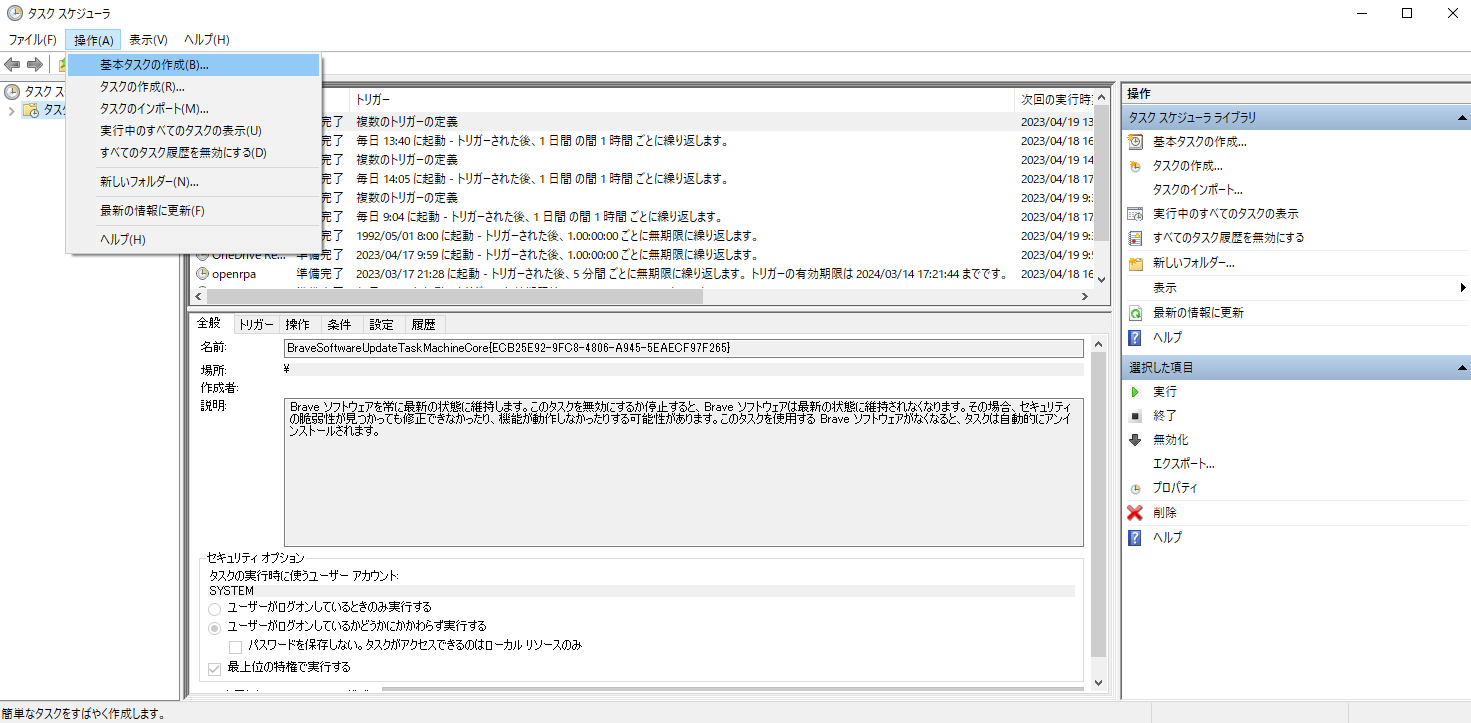 タスク スケジューラ
ファイル(F) 操作(A) 表示(V) ヘルプ(H)
基本タスクの作成(B)...
タスクの作成(R)...
タスクのインポート(M)...
実行中のすべてのタスクの表示(U)
すべてのタスク履歴を無効にする(D)
新しいフォルダー(N)...
最新の情報に更新(F)
ヘルプ(H)
タスク ス
タスク
トリガー 次回の実行時
完了 複数のトリガーの定義 2023/04/19 13
完了 毎日 13:40 に起動 - トリガーされた後、1 日間 の間 1 時間 ごとに繰り返します。 2023/04/18 16
完了 複数のトリガーの定義 2023/04/19 14
完了 毎日 14:05 に起動 - トリガーされた後、1 日間 の間 1 時間 ごとに繰り返します。 2023/04/18 17
完了 複数のトリガーの定義 2023/04/19 9:
完了 毎日 9:04 に起動 - トリガーされた後、1 日間 の間 1 時間 ごとに繰り返します。 2023/04/18 17
完了 1992/05/01 8:00 に起動 - トリガーされた後、1.00:00:00 ごとに無期限に繰り返します。 2023/04/19 9:
OneDrive Re... 準備完了 2023/04/17 9:59 に起動 - トリガーされた後、1.00:00:00 ごとに無期限に繰り返します。 2023/04/19 9:
openrpa 準備完了 2023/03/17 21:28 に起動 - トリガーされた後、5 分間 ごとに無期限に繰り返します。 トリガーの有効期限は 2024/03/14 17:21:44 までです。 2023/04/18 16
全般 トリガー 操作 条件 設定 履歴
名前: BraveSoftwareUpdateTaskMachineCore{ECB25E92-9FC8-4806-A945-5EAECF97F265}
場所: ¥
作成者:
説明: Brave ソフトウェアを常に最新の状態に維持します。このタスクを無効にするか停止すると、Brave ソフトウェアは最新の状態に維持されなくなります。その場合、セキュリティ
の脆弱性が見つかっても修正できなかったり、機能が動作しなかったりする可能性があります。このタスクを使用する Brave ソフトウェアがなくなると、タスクは自動的にアンイ
ンストールされます。
セキュリティ オプション
タスクの実行時に使うユーザー アカウント:
SYSTEM
ユーザーがログオンしているときのみ実行する
ユーザーがログオンしているかどうかにかかわらず実行する
パスワードを保存しない。タスクがアクセスできるのはローカル リソースのみ
最上位の特権で実行する
操作
タスク スケジューラ ライブラリ
基本タスクの作成...
タスクの作成...
タスクのインポート...
実行中のすべてのタスクの表示
すべてのタスク履歴を無効にする
新しいフォルダー...
表示
最新の情報に更新
ヘルプ
選択した項目
実行
終了
無効化
エクスポート...
プロパティ
削除
ヘルプ
簡単なタスクをすばやく作成します。